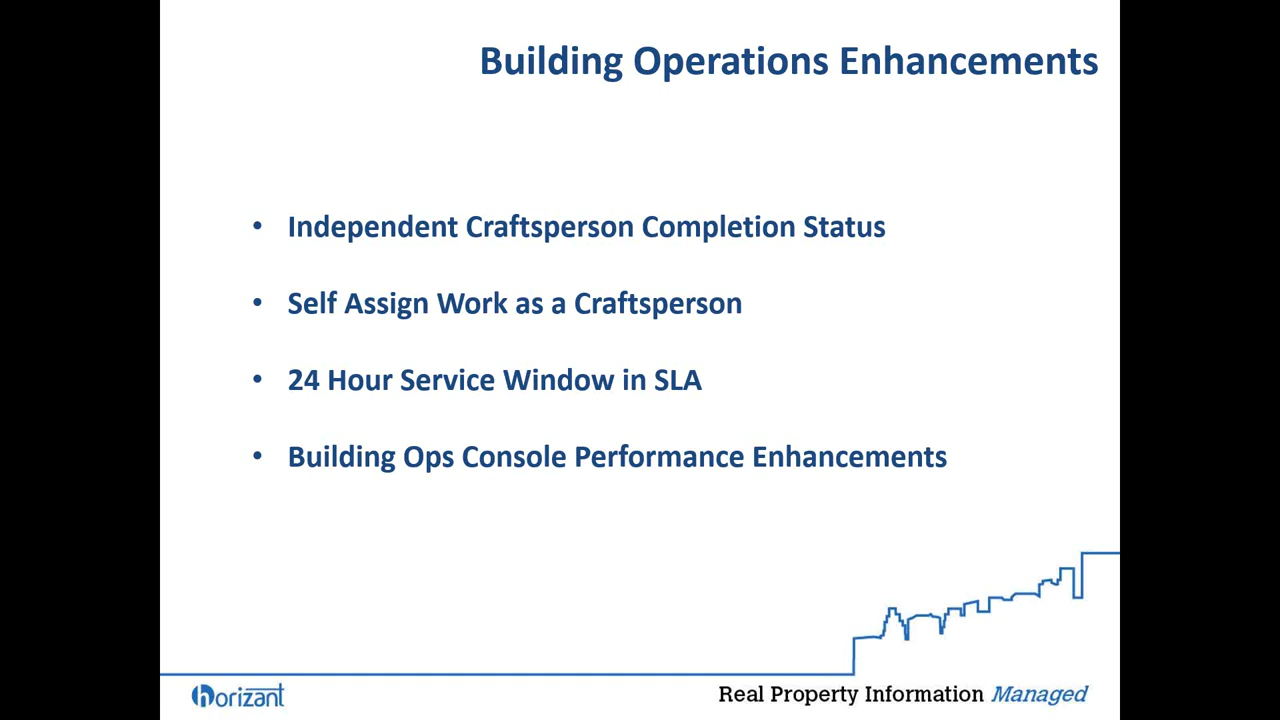 Building Operations Enhancements
• Independent Craftsperson Completion Status
• Self Assign Work as a Craftsperson
• 24 Hour Service Window in SLA
• Building Ops Console Performance Enhancements
horizant
Real Property Information Managed